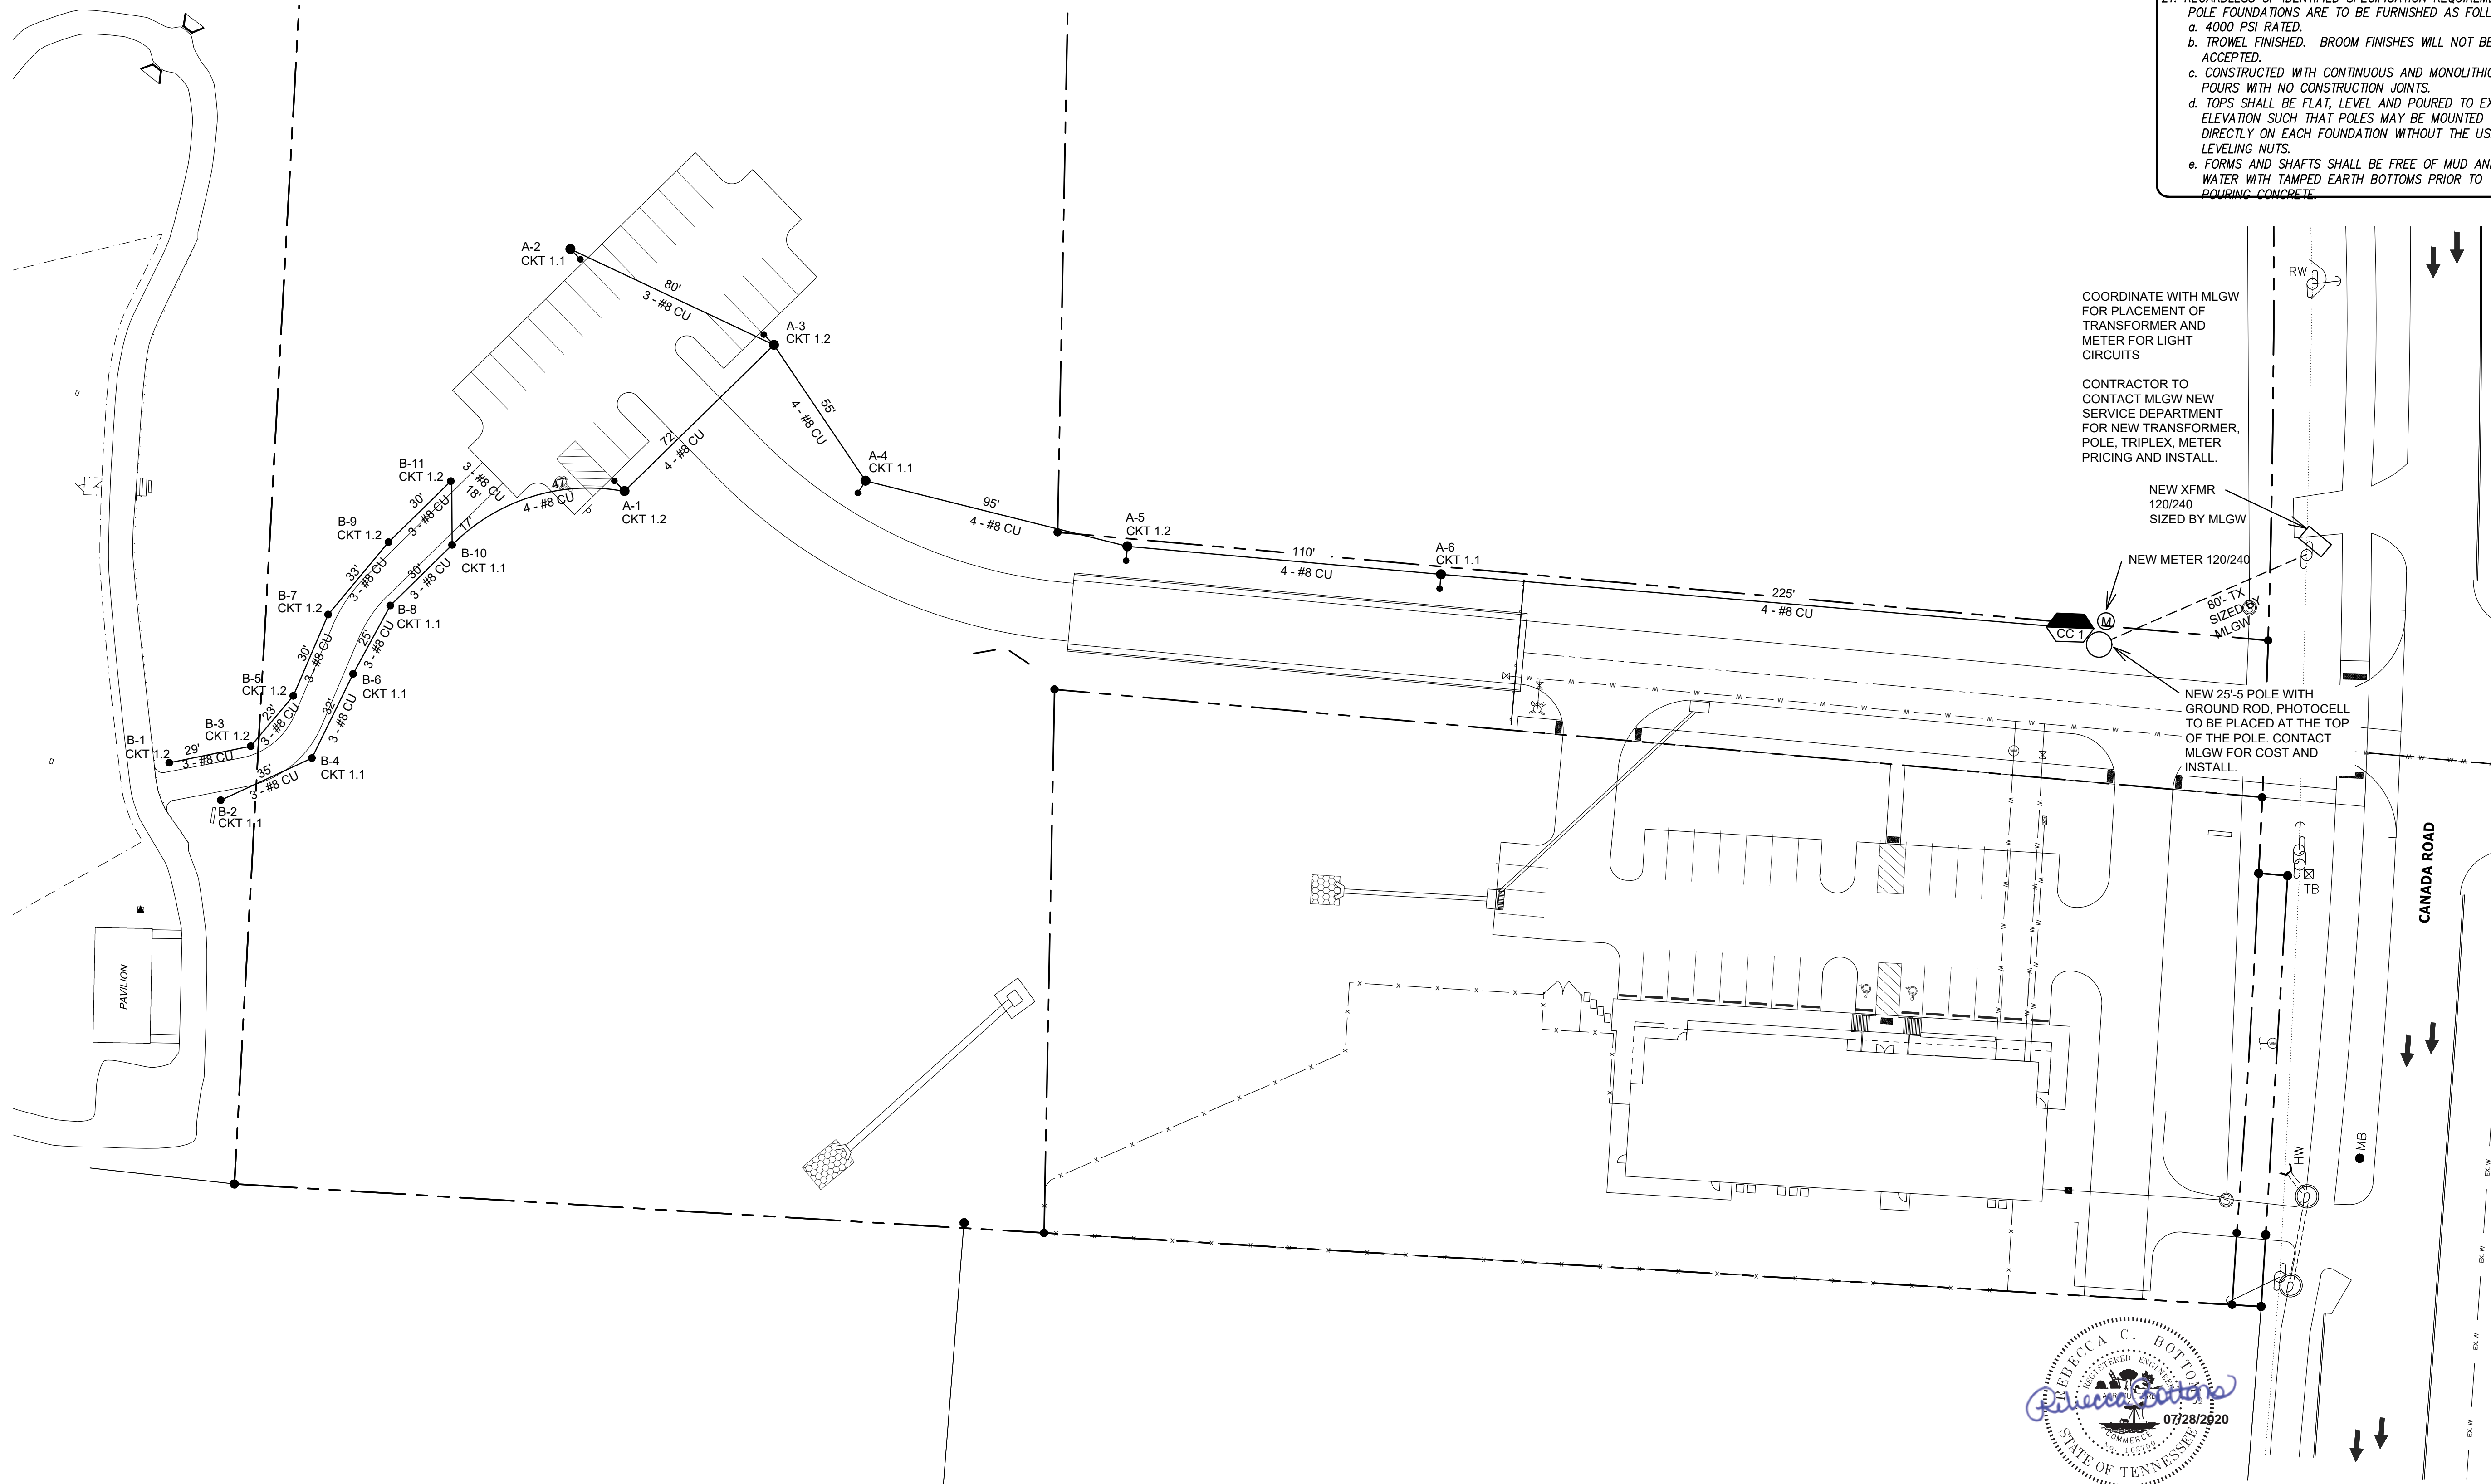 21. REGARDLESS OF IDENTIFIED SPECIFICATION
POLE FOUNDATIONS ARE TO BE FURNISHED AS
a. 4000 PSI RATED.
b. TROWEL FINISHED. BROOM FINISHES WILL NOT BE
ACCEPTED.
c. CONSTRUCTED WITH CONTINUOUS AND MONOLITHIC
POURS WITH NO CONSTRUCTION JOINTS.
d. TOPS SHALL BE FLAT, LEVEL AND POURED TO
ELEVATION SUCH THAT POLES MAY BE MOUNTED
DIRECTLY ON EACH FOUNDATION WITHOUT THE
LEVELING NUTS.
e. FORMS AND SHAFTS SHALL BE FREE OF MUD
WATER WITH TAMPED EARTH BOTTOMS PRIOR TO
POURING CONCRETE.
RW
COORDINATE WITH MLGW
FOR PLACEMENT OF
TRANSFORMER AND
METER FOR LIGHT
CIRCUITS
CONTRACTOR TO
CONTACT MLGW NEW
SERVICE DEPARTMENT
FOR NEW TRANSFORMER,
POLE, TRIPLEX, METER
PRICING AND INSTALL.
NEW XFMR
120/240
SIZED BY MLGW
NEW METER 120/240
80'- TX
SIZED BY
MLGW
M
CC 1
NEW 25'-5 POLE WITH
GROUND ROD, PHOTOCELL
TO BE PLACED AT THE TOP
OF THE POLE. CONTACT
MLGW FOR COST AND
INSTALL.
A-2
CKT 1.1
80'
3 - #8 CU
A-3
CKT 1.2
55'
4 - #8 CU
72'
4 - #8 CU
A-4
CKT 1.1
95'
4 - #8 CU
A-5
CKT 1.2
110'
4 - #8 CU
A-6
CKT 1.1
225'
4 - #8 CU
A-1
CKT 1.2
47'
4 - #8 CU
B-11
CKT 1.2
3 - #8 CU
18'
17'
B-10
CKT 1.1
30'
3 - #8 CU
B-9
CKT 1.2
30'
3 - #8 CU
B-8
CKT 1.1
33'
3 - #8 CU
B-7
CKT 1.2
25'
3 - #8 CU
B-6
CKT 1.1
30'
3 - #8 CU
B-5
CKT 1.2
32'
3 - #8 CU
B-4
CKT 1.1
23'
3 - #8 CU
B-3
CKT 1.2
35'
3 - #8 CU
B-2
CKT 1.1
29'
3 - #8 CU
B-1
CKT 1.2
PAVILION
CANADA ROAD
TB
HW
MB
EX. W
EX. W
EX. W
EX. W
EX. W
REBECCA C. BOTTOMS
REGISTERED ENGINEER
AGRICULTURE
COMMERCE
No. 102750
STATE OF TENNESSEE
Rebecca Bottoms
07/28/2020